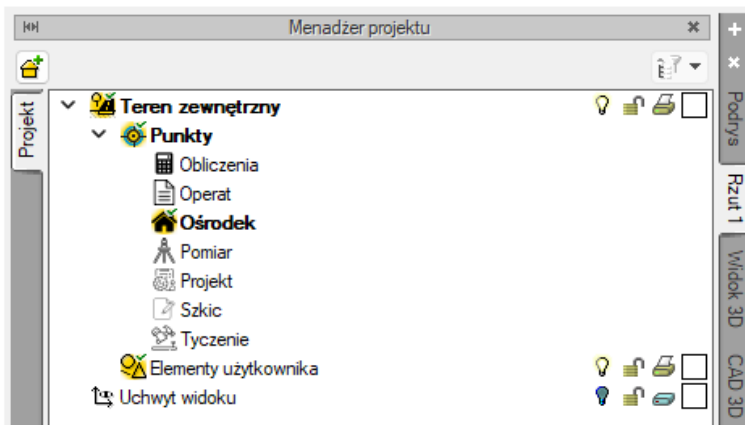 Menadżer projektu
Projekt
Teren zewnętrzny
Punkty
Obliczenia
Operat
Ośrodek
Pomiar
Projekt
Szkic
Tyczenie
Elementy użytkownika
Uchwyt widoku
Podrys
Rzut 1
Widok 3D
CAD 3D